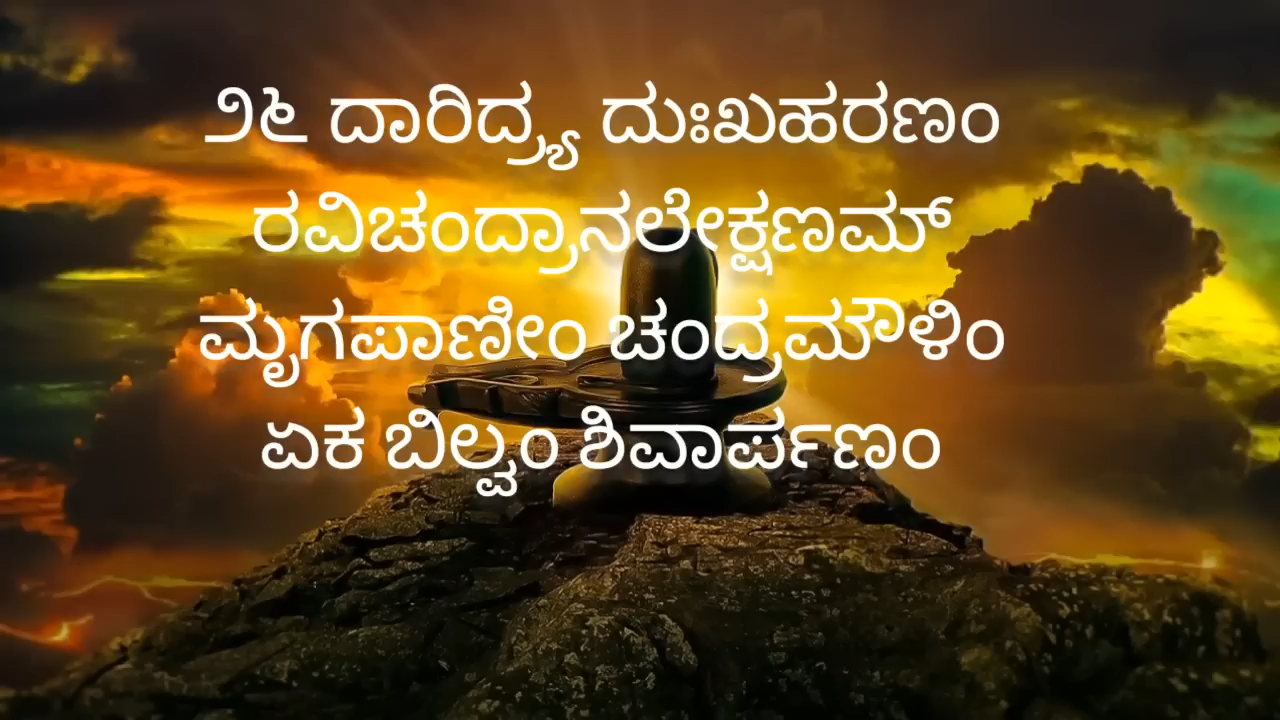 ೨೬ ದಾರಿದ್ರ್ಯ ದುಃಖಹರಣಂ
ರವಿಚಂದ್ರಾನಲೇಕ್ಷಣಮ್
ಮೃಗಪಾಣೀಂ ಚಂದ್ರಮೌಳಿಂ
ಏಕ ಬಿಲ್ವಂ ಶಿವಾರ್ಪಣಂ